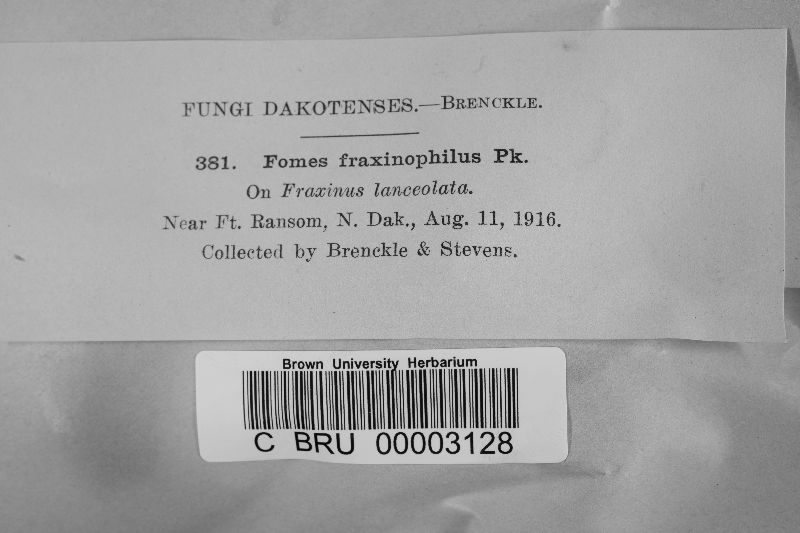 FUNGI DAKOTENSES.—BRENCKLE.
381. Fomes fraxinophilus Pk.
On Fraxinus lanceolata.
Near Ft. Ransom, N. Dak., Aug. 11, 1916.
Collected by Brenckle & Stevens.
Brown University Herbarium
C BRU 00003128